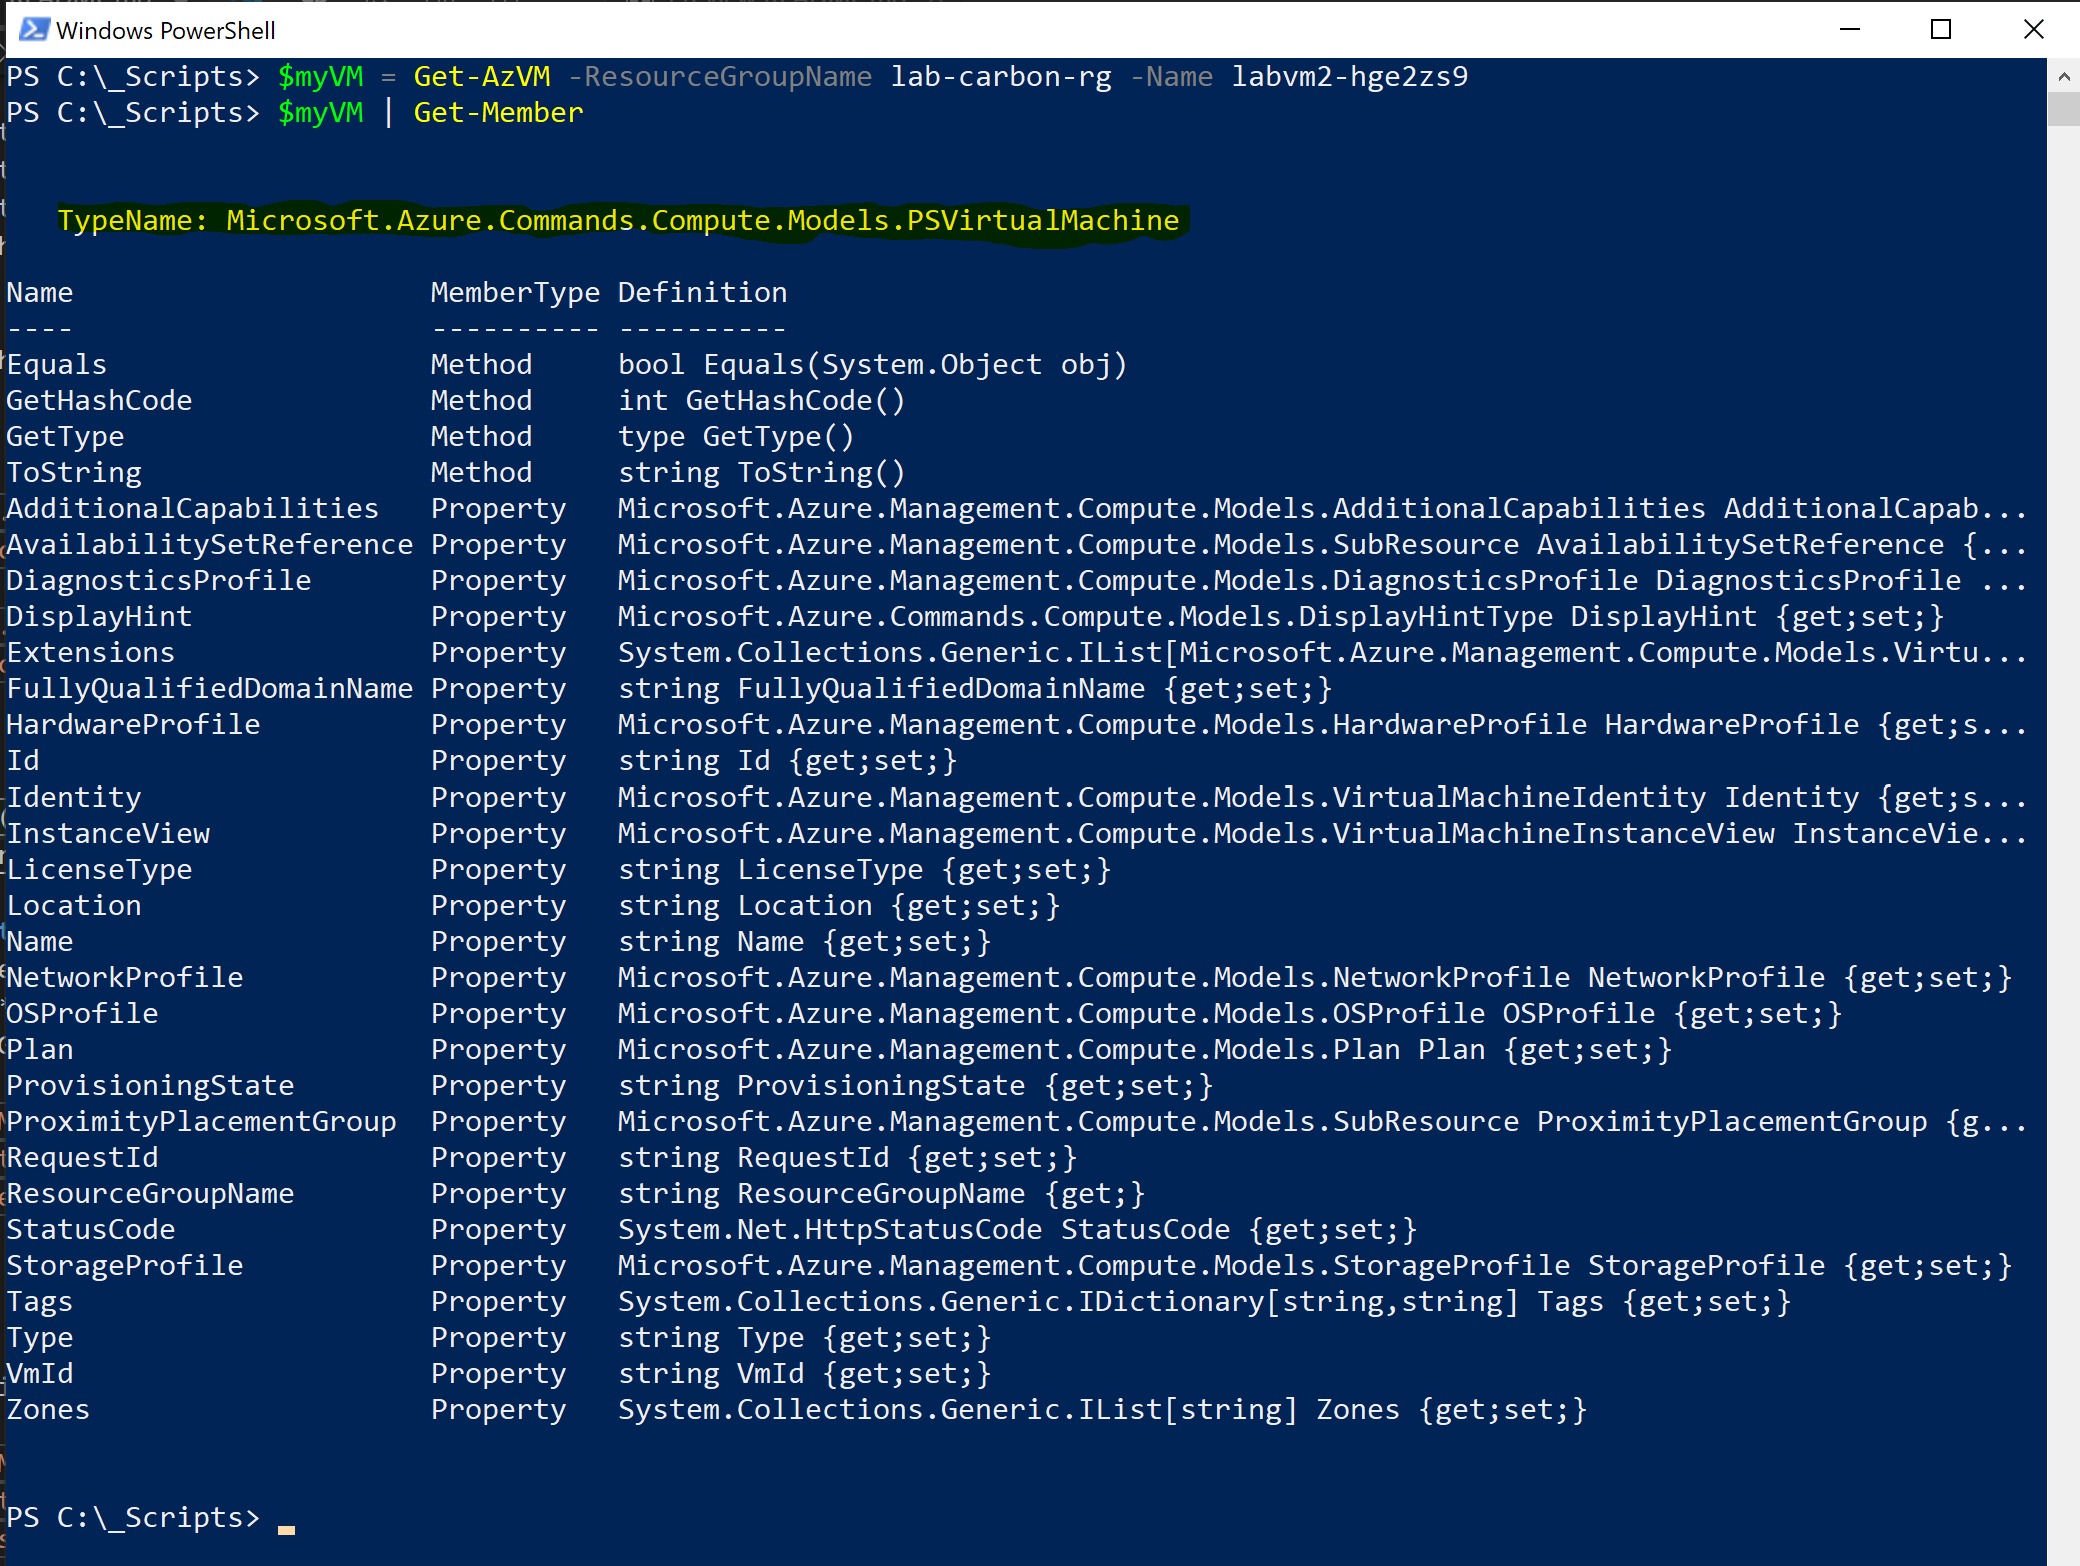 Windows PowerShell
PS C:\_Scripts> $myVM = Get-AzVM -ResourceGroupName lab-carbon-rg -Name labvm2-hge2zs9
PS C:\_Scripts> $myVM | Get-Member
TypeName: Microsoft.Azure.Commands.Compute.Models.PSVirtualMachine
Name MemberType Definition
---- ---------- ----------
Equals Method bool Equals(System.Object obj)
GetHashCode Method int GetHashCode()
GetType Method type GetType()
ToString Method string ToString()
AdditionalCapabilities Property Microsoft.Azure.Management.Compute.Models.AdditionalCapabilities AdditionalCapab...
AvailabilitySetReference Property Microsoft.Azure.Management.Compute.Models.SubResource AvailabilitySetReference {...
DiagnosticsProfile Property Microsoft.Azure.Management.Compute.Models.DiagnosticsProfile DiagnosticsProfile ...
DisplayHint Property Microsoft.Azure.Commands.Compute.Models.DisplayHintType DisplayHint {get;set;}
Extensions Property System.Collections.Generic.IList[Microsoft.Azure.Management.Compute.Models.Virtu...
FullyQualifiedDomainName Property string FullyQualifiedDomainName {get;set;}
HardwareProfile Property Microsoft.Azure.Management.Compute.Models.HardwareProfile HardwareProfile {get;s...
Id Property string Id {get;set;}
Identity Property Microsoft.Azure.Management.Compute.Models.VirtualMachineIdentity Identity {get;s...
InstanceView Property Microsoft.Azure.Management.Compute.Models.VirtualMachineInstanceView InstanceVie...
LicenseType Property string LicenseType {get;set;}
Location Property string Location {get;set;}
Name Property string Name {get;set;}
NetworkProfile Property Microsoft.Azure.Management.Compute.Models.NetworkProfile NetworkProfile {get;set;}
OSProfile Property Microsoft.Azure.Management.Compute.Models.OSProfile OSProfile {get;set;}
Plan Property Microsoft.Azure.Management.Compute.Models.Plan Plan {get;set;}
ProvisioningState Property string ProvisioningState {get;set;}
ProximityPlacementGroup Property Microsoft.Azure.Management.Compute.Models.SubResource ProximityPlacementGroup {g...
RequestId Property string RequestId {get;set;}
ResourceGroupName Property string ResourceGroupName {get;}
StatusCode Property System.Net.HttpStatusCode StatusCode {get;set;}
StorageProfile Property Microsoft.Azure.Management.Compute.Models.StorageProfile StorageProfile {get;set;}
Tags Property System.Collections.Generic.IDictionary[string,string] Tags {get;set;}
Type Property string Type {get;set;}
VmId Property string VmId {get;set;}
Zones Property System.Collections.Generic.IList[string] Zones {get;set;}
PS C:\_Scripts>